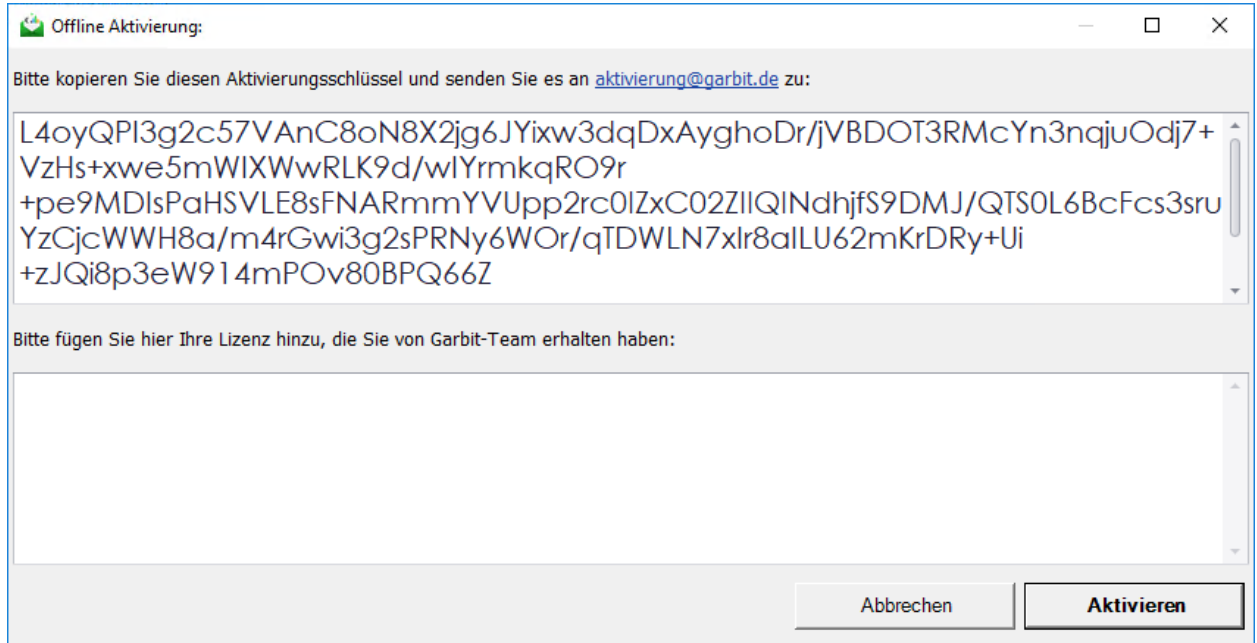 Offline Aktivierung:
Bitte kopieren Sie diesen Aktivierungsschlüssel und senden Sie es an aktivierung@garbit.de zu:
L4oyQPI3g2c57VAnC8oN8X2jg6JYixw3dqDxAyghoDr/jVBDOT3RMcYn3nqjuOdj7+
VzHs+xwe5mWIXWwRLK9d/wIYrmkqRO9r
+pe9MDIsPaHSVLE8sFNARmmYVUpp2rc0IZxC02ZIIQINdhjfS9DMJ/QTS0L6BcFcs3sru
YzCjcWWH8a/m4rGwi3g2sPRNy6WOr/qTDWLN7xIr8aILU62mKrDRy+Ui
+zJQi8p3eW914mPOv80BPQ66Z
Bitte fügen Sie hier Ihre Lizenz hinzu, die Sie von Garbit-Team erhalten haben:
Abbrechen
Aktivieren